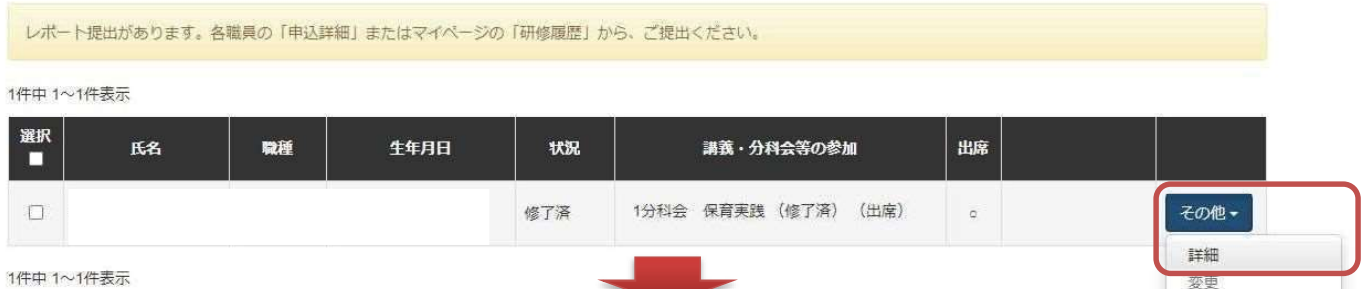 レポート提出があります。各職員の「申込詳細」またはマイページの「研修履歴」から、ご提出ください。
1件中 1～1件表示
選択 氏名 職種 生年月日 状況 講義・分科会等の参加 出席
修了済 1分科会 保育実践 （修了済） （出席） ○ その他
詳細
1件中 1～1件表示
変更